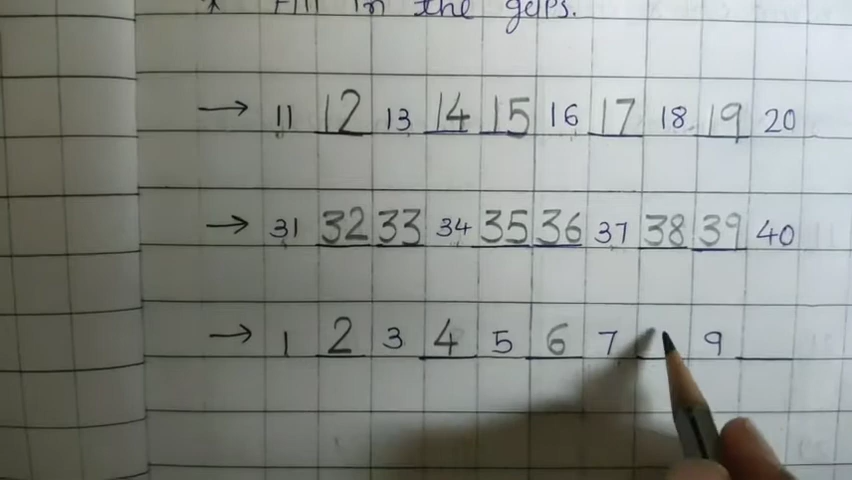 * Fill in the gaps.
→ 11 12 13 14 15 16 17 18 19 20
→ 31 32 33 34 35 36 37 38 39 40
→ 1 2 3 4 5 6 7 9